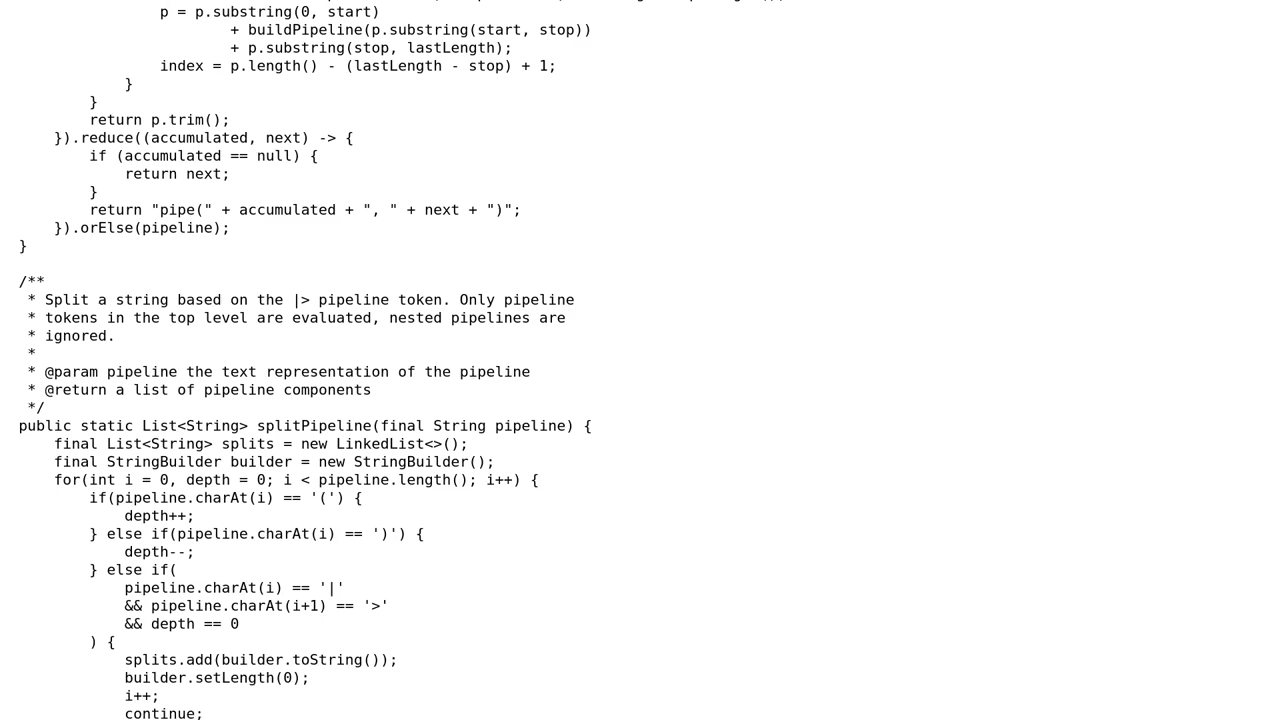 p = p.substring(0, start)
+ buildPipeline(p.substring(start, stop))
+ p.substring(stop, lastLength);
index = p.length() - (lastLength - stop) + 1;
}
}
return p.trim();
}).reduce((accumulated, next) -> {
if (accumulated == null) {
return next;
}
return "pipe(" + accumulated + ", " + next + ")";
}).orElse(pipeline);
}
/**
* Split a string based on the |> pipeline token. Only pipeline
* tokens in the top level are evaluated, nested pipelines are
* ignored.
*
* @param pipeline the text representation of the pipeline
* @return a list of pipeline components
*/
public static List<String> splitPipeline(final String pipeline) {
final List<String> splits = new LinkedList<>();
final StringBuilder builder = new StringBuilder();
for(int i = 0, depth = 0; i < pipeline.length(); i++) {
if(pipeline.charAt(i) == '(') {
depth++;
} else if(pipeline.charAt(i) == ')') {
depth--;
} else if(
pipeline.charAt(i) == '|'
&& pipeline.charAt(i+1) == '>'
&& depth == 0
) {
splits.add(builder.toString());
builder.setLength(0);
i++;
continue;